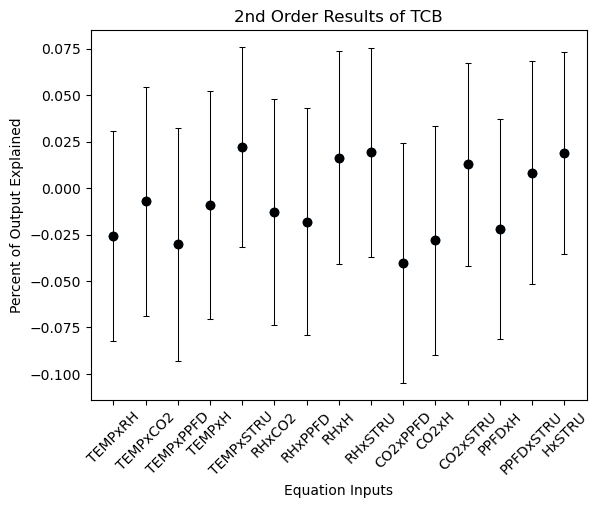 2nd Order Results of TCB
Percent of Output Explained
0.075
0.050
0.025
0.000
−0.025
−0.050
−0.075
−0.100
TEMPxRH
TEMPxCO2
TEMPxPPFD
TEMPxH
TEMPxSTRU
RHxCO2
RHxPPFD
RHxH
RHxSTRU
CO2xPPFD
CO2xH
CO2xSTRU
PPFDxH
PPFDxSTRU
HxSTRU
Equation Inputs